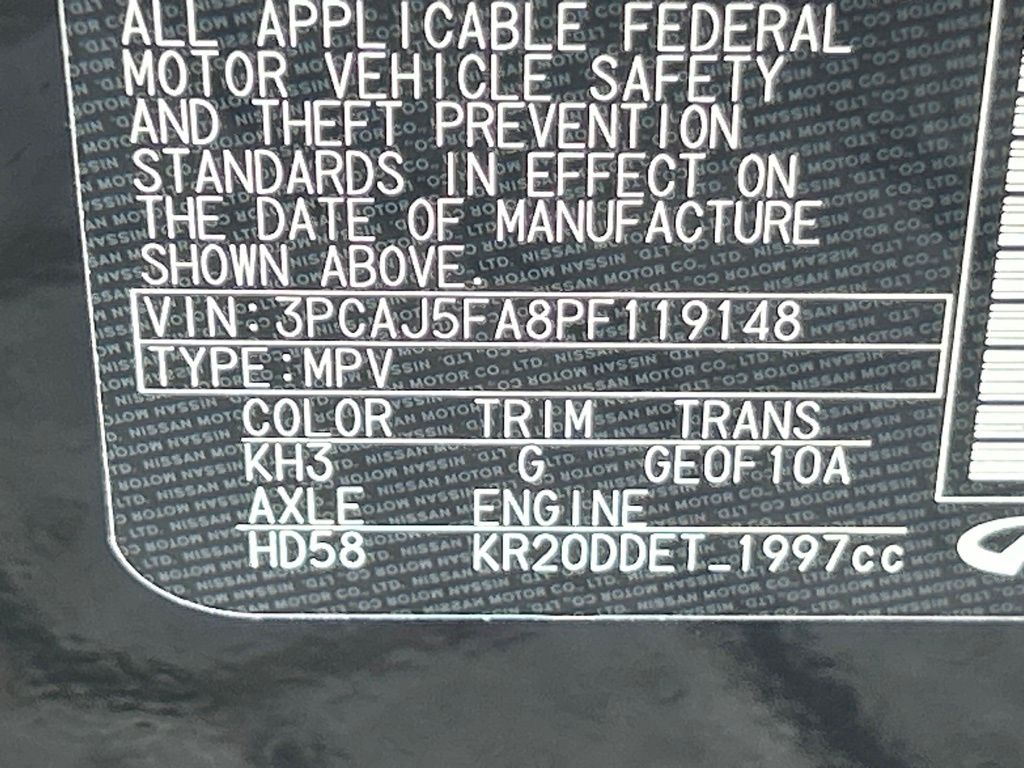 ALL APPLICABLE FEDERAL
MOTOR VEHICLE SAFETY
AND THEFT PREVENTION
STANDARDS IN EFFECT ON
THE DATE OF MANUFACTURE
SHOWN ABOVE.
VIN:3PCAJ5FA8PF119148
TYPE:MPV
COLOR TRIM TRANS
KH3 G GE0F10A
AXLE ENGINE
HD58 KR20DDET_1997cc